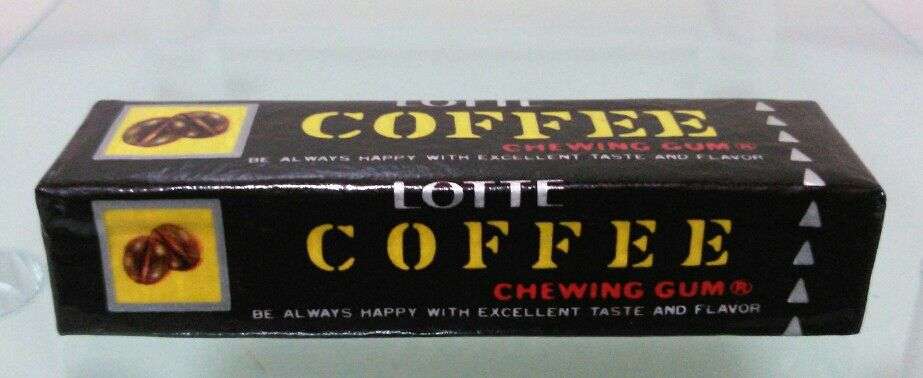 LOTTE
COFFEE
CHEWING GUM®
BE ALWAYS HAPPY WITH EXCELLENT TASTE AND FLAVOR
LOTTE
COFFEE
CHEWING GUM®
BE ALWAYS HAPPY WITH EXCELLENT TASTE AND FLAVOR